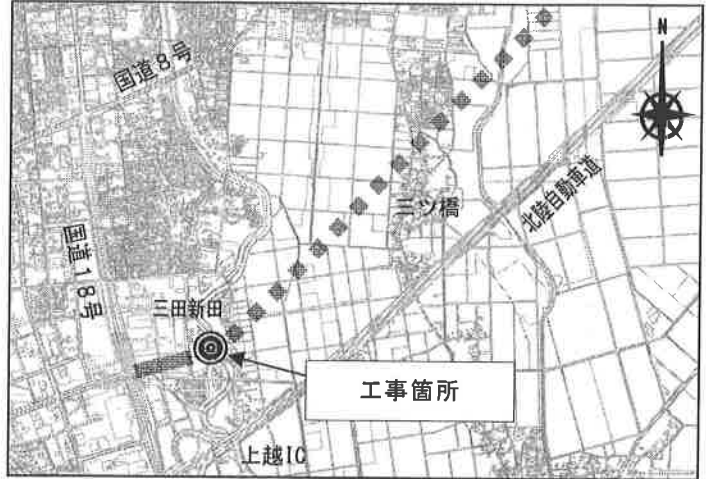 国道8号
N
三ツ橋
北陸自動車道
国道18号
三田新田
工事箇所
上越IC